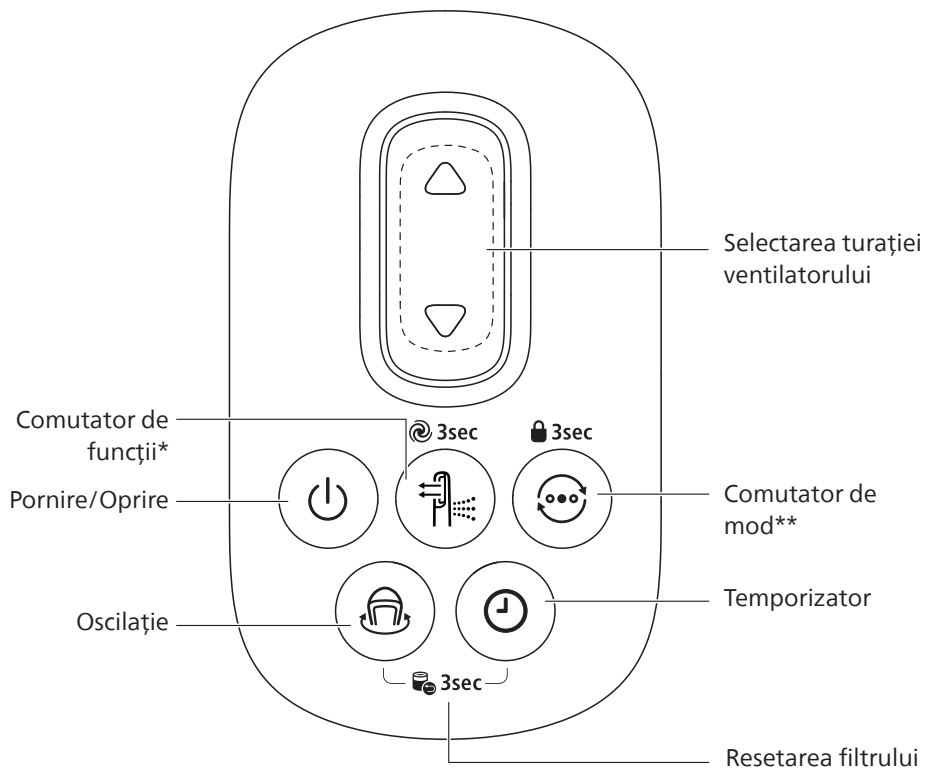 Selectarea turației
ventilatorului
Comutator de
funcții*
3sec
3sec
Pornire/Oprire
Comutator de
mod**
Temporizator
Oscilație
3sec
Resetarea filtrului